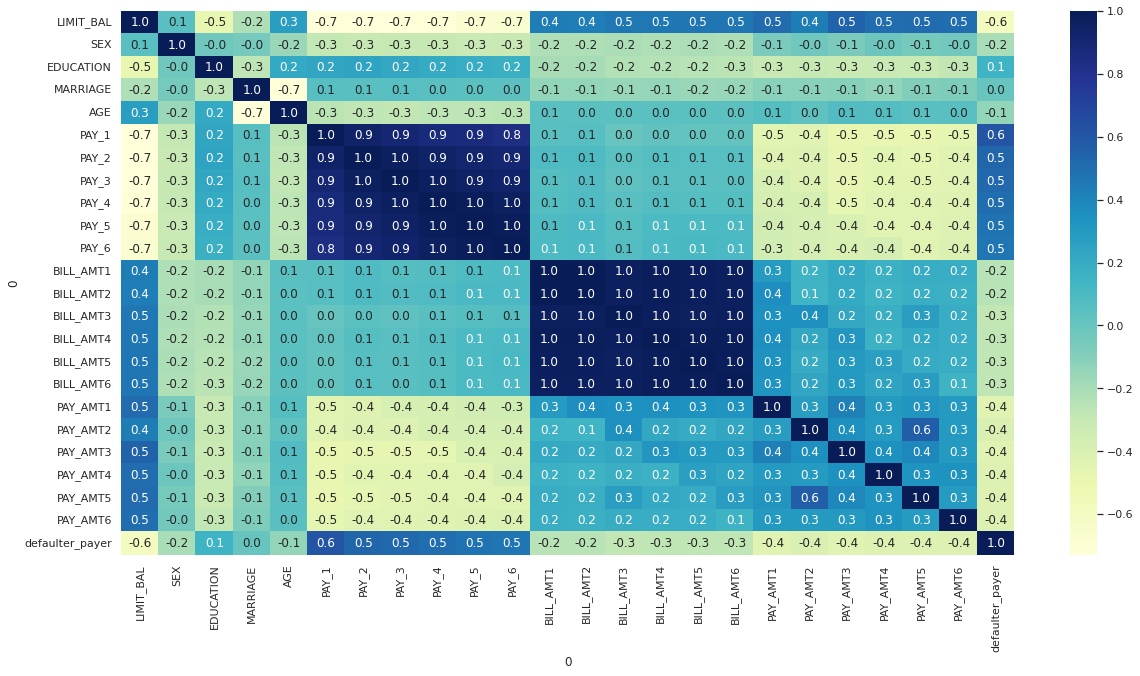 LIMIT_BAL 1.0 0.1 -0.5 -0.2 0.3 -0.7 -0.7 -0.7 -0.7 -0.7 -0.7 0.4 0.4 0.5 0.5 0.5 0.5 0.5 0.4 0.5 0.5 0.5 0.5 -0.6
SEX 0.1 1.0 -0.0 -0.0 -0.2 -0.3 -0.3 -0.3 -0.3 -0.3 -0.3 -0.2 -0.2 -0.2 -0.2 -0.2 -0.2 -0.1 -0.0 -0.1 -0.0 -0.1 -0.0 -0.2
EDUCATION -0.5 -0.0 1.0 -0.3 0.2 0.2 0.2 0.2 0.2 0.2 0.2 -0.2 -0.2 -0.2 -0.2 -0.2 -0.3 -0.3 -0.3 -0.3 -0.3 -0.3 -0.3 0.1
MARRIAGE -0.2 -0.0 -0.3 1.0 -0.7 0.1 0.1 0.1 0.0 0.0 0.0 -0.1 -0.1 -0.1 -0.1 -0.2 -0.2 -0.1 -0.1 -0.1 -0.1 -0.1 -0.1 0.0
AGE 0.3 -0.2 0.2 -0.7 1.0 -0.3 -0.3 -0.3 -0.3 -0.3 -0.3 0.1 0.0 0.0 0.0 0.0 0.0 0.1 0.0 0.1 0.1 0.1 0.0 -0.1
PAY_1 -0.7 -0.3 0.2 0.1 -0.3 1.0 0.9 0.9 0.9 0.9 0.8 0.1 0.1 0.0 0.0 0.0 0.0 -0.5 -0.4 -0.5 -0.5 -0.5 -0.5 0.6
PAY_2 -0.7 -0.3 0.2 0.1 -0.3 0.9 1.0 1.0 0.9 0.9 0.9 0.1 0.1 0.0 0.1 0.1 0.1 -0.4 -0.4 -0.5 -0.4 -0.5 -0.4 0.5
PAY_3 -0.7 -0.3 0.2 0.1 -0.3 0.9 1.0 1.0 1.0 0.9 0.9 0.1 0.1 0.0 0.1 0.1 0.0 -0.4 -0.4 -0.5 -0.4 -0.5 -0.4 0.5
PAY_4 -0.7 -0.3 0.2 0.0 -0.3 0.9 0.9 1.0 1.0 1.0 1.0 0.1 0.1 0.0 0.1 0.1 0.1 -0.4 -0.4 -0.5 -0.4 -0.4 -0.4 0.5
PAY_5 -0.7 -0.3 0.2 0.0 -0.3 0.9 0.9 0.9 1.0 1.0 1.0 0.1 0.1 0.1 0.1 0.1 0.1 -0.4 -0.4 -0.4 -0.4 -0.4 -0.4 0.5
PAY_6 -0.7 -0.3 0.2 0.0 -0.3 0.8 0.9 0.9 1.0 1.0 1.0 0.1 0.1 0.1 0.1 0.1 0.1 -0.3 -0.4 -0.4 -0.4 -0.4 -0.4 0.5
BILL_AMT1 0.4 -0.2 -0.2 -0.1 0.1 0.1 0.1 0.1 0.1 0.1 0.1 1.0 1.0 1.0 1.0 1.0 1.0 0.3 0.2 0.2 0.2 0.2 0.2 -0.2
BILL_AMT2 0.4 -0.2 -0.2 -0.1 0.0 0.1 0.1 0.1 0.1 0.1 0.1 1.0 1.0 1.0 1.0 1.0 1.0 0.4 0.1 0.2 0.2 0.2 0.2 -0.2
BILL_AMT3 0.5 -0.2 -0.2 -0.1 0.0 0.0 0.0 0.0 0.0 0.1 0.1 1.0 1.0 1.0 1.0 1.0 1.0 0.3 0.4 0.2 0.2 0.3 0.2 -0.3
BILL_AMT4 0.5 -0.2 -0.2 -0.1 0.0 0.0 0.1 0.1 0.1 0.1 0.1 1.0 1.0 1.0 1.0 1.0 1.0 0.4 0.2 0.3 0.2 0.2 0.2 -0.3
BILL_AMT5 0.5 -0.2 -0.2 -0.2 0.0 0.0 0.1 0.1 0.1 0.1 0.1 1.0 1.0 1.0 1.0 1.0 1.0 0.3 0.2 0.3 0.3 0.2 0.2 -0.3
BILL_AMT6 0.5 -0.2 -0.3 -0.2 0.0 0.0 0.1 0.0 0.1 0.1 0.1 1.0 1.0 1.0 1.0 1.0 1.0 0.3 0.2 0.3 0.2 0.3 0.1 -0.3
PAY_AMT1 0.5 -0.1 -0.3 -0.1 0.1 -0.5 -0.4 -0.4 -0.4 -0.4 -0.3 0.3 0.4 0.3 0.4 0.3 0.3 1.0 0.3 0.4 0.3 0.3 0.3 -0.4
PAY_AMT2 0.4 -0.0 -0.3 -0.1 0.0 -0.4 -0.4 -0.4 -0.4 -0.4 -0.4 0.2 0.1 0.4 0.2 0.2 0.2 0.3 1.0 0.4 0.3 0.6 0.3 -0.4
PAY_AMT3 0.5 -0.1 -0.3 -0.1 0.1 -0.5 -0.5 -0.5 -0.5 -0.4 -0.4 0.2 0.2 0.2 0.3 0.3 0.3 0.4 0.4 1.0 0.4 0.4 0.3 -0.4
PAY_AMT4 0.5 -0.0 -0.3 -0.1 0.1 -0.5 -0.4 -0.4 -0.4 -0.4 -0.4 0.2 0.2 0.2 0.2 0.3 0.2 0.3 0.3 0.4 1.0 0.3 0.3 -0.4
PAY_AMT5 0.5 -0.1 -0.3 -0.1 0.1 -0.5 -0.5 -0.5 -0.4 -0.4 -0.4 0.2 0.2 0.3 0.2 0.2 0.3 0.3 0.6 0.4 0.3 1.0 0.3 -0.4
PAY_AMT6 0.5 -0.0 -0.3 -0.1 0.0 -0.5 -0.4 -0.4 -0.4 -0.4 -0.4 0.2 0.2 0.2 0.2 0.2 0.1 0.3 0.3 0.3 0.3 0.3 1.0 -0.4
defaulter_payer -0.6 -0.2 0.1 0.0 -0.1 0.6 0.5 0.5 0.5 0.5 0.5 -0.2 -0.2 -0.3 -0.3 -0.3 -0.3 -0.4 -0.4 -0.4 -0.4 -0.4 -0.4 1.0
LIMIT_BAL SEX EDUCATION MARRIAGE AGE PAY_1 PAY_2 PAY_3 PAY_4 PAY_5 PAY_6 BILL_AMT1 BILL_AMT2 BILL_AMT3 BILL_AMT4 BILL_AMT5 BILL_AMT6 PAY_AMT1 PAY_AMT2 PAY_AMT3 PAY_AMT4 PAY_AMT5 PAY_AMT6 defaulter_payer
0
0
1.0
0.8
0.6
0.4
0.2
0.0
−0.2
−0.4
−0.6